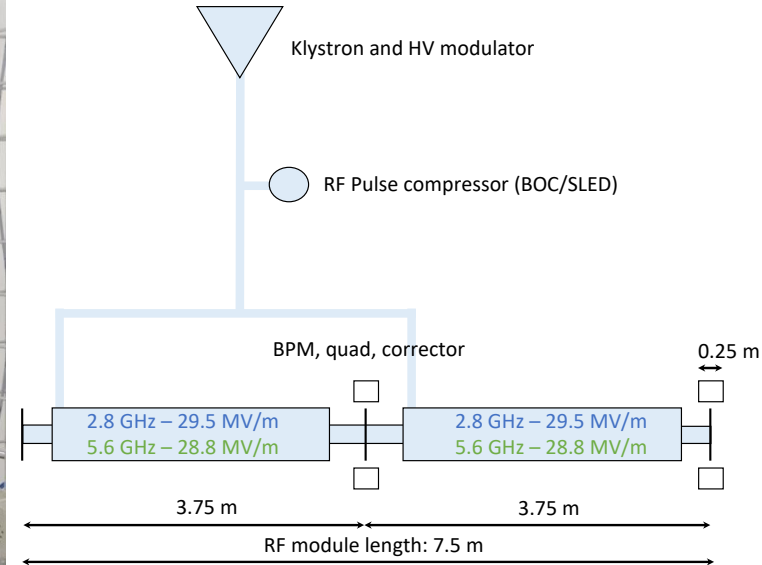 Klystron and HV modulator
RF Pulse compressor (BOC/SLED)
BPM, quad, corrector
0.25 m
2.8 GHz – 29.5 MV/m
5.6 GHz – 28.8 MV/m
2.8 GHz – 29.5 MV/m
5.6 GHz – 28.8 MV/m
3.75 m
3.75 m
RF module length: 7.5 m